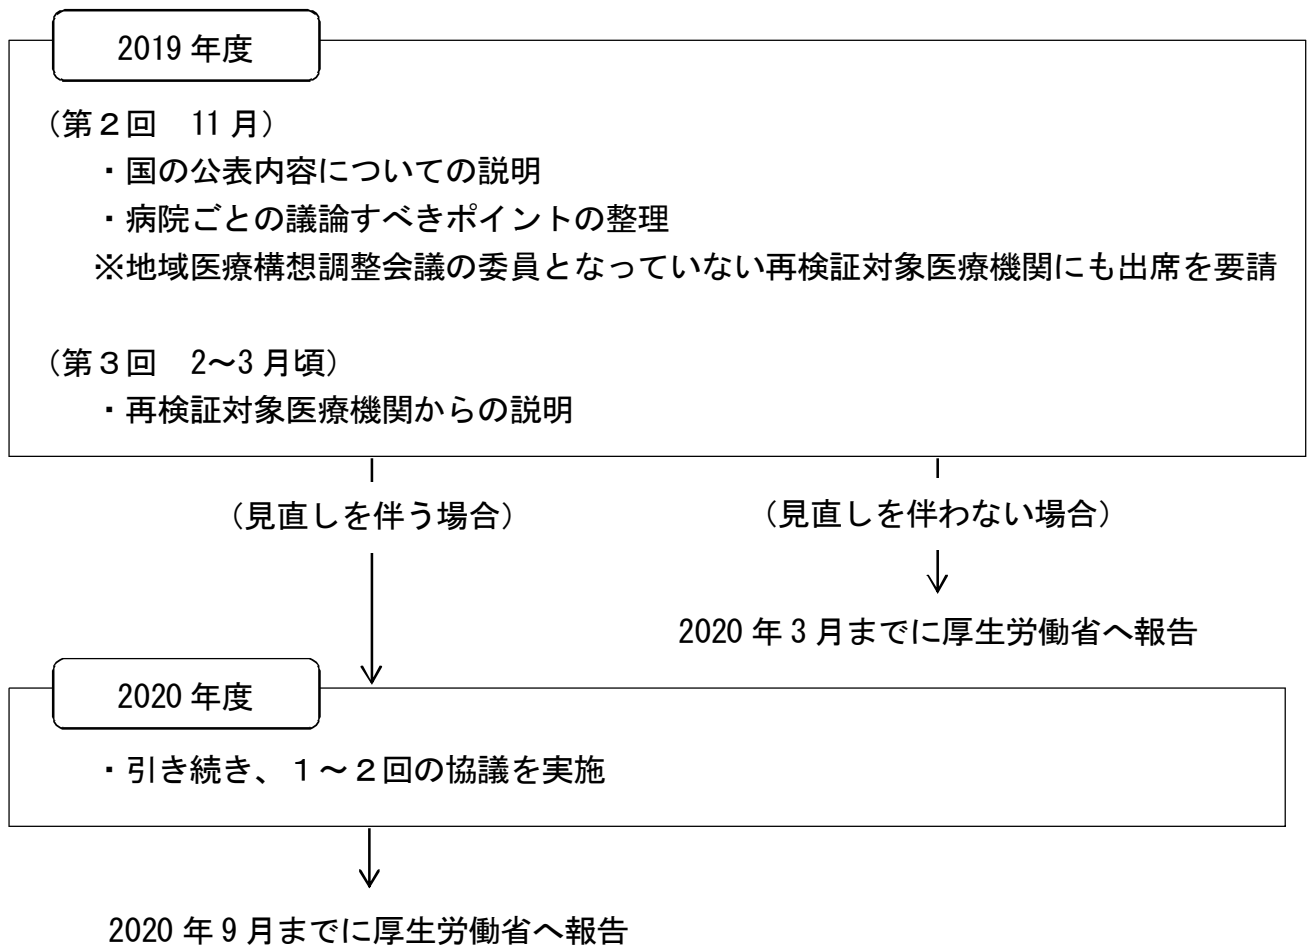 2019 年度
(第２回　11 月)
・国の公表内容についての説明
・病院ごとの議論すべきポイントの整理
※地域医療構想調整会議の委員となっていない再検証対象医療機関にも出席を要請
(第３回　2～3 月頃)
・再検証対象医療機関からの説明
(見直しを伴う場合)
(見直しを伴わない場合)
2020 年 3 月までに厚生労働省へ報告
2020 年度
・引き続き、１～２回の協議を実施
2020 年 9 月までに厚生労働省へ報告